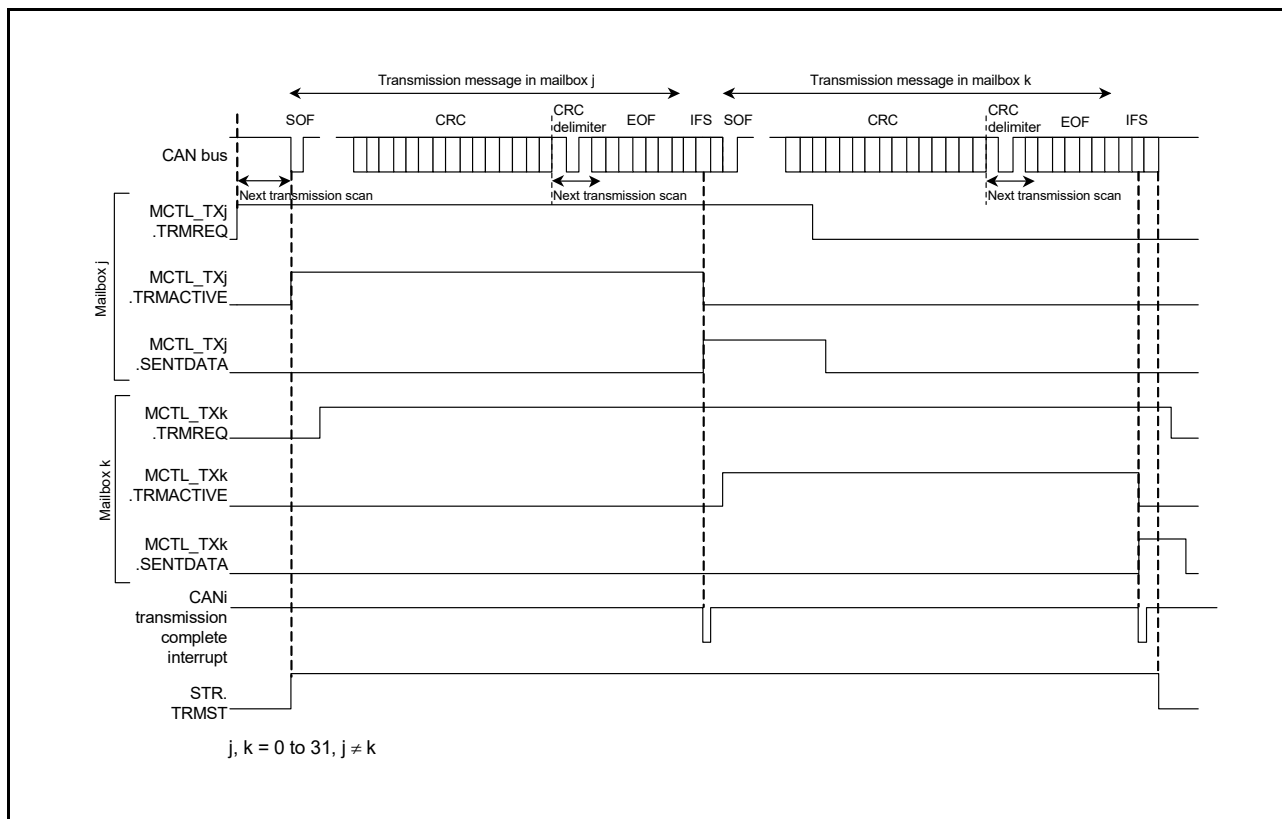 Transmission message in mailbox j
Transmission message in mailbox k
SOF
CRC
CRC
delimiter
EOF
IFS
SOF
CRC
CRC
delimiter
EOF
IFS
CAN bus
Next transmission scan
Next transmission scan
Next transmission scan
Mailbox j
MCTL_TXj
.TRMREQ
MCTL_TXj
.TRMACTIVE
MCTL_TXj
.SENTDATA
Mailbox k
MCTL_TXk
.TRMREQ
MCTL_TXk
.TRMACTIVE
MCTL_TXk
.SENTDATA
CANi
transmission
complete
interrupt
STR.
TRMST
j, k = 0 to 31, j ≠ k